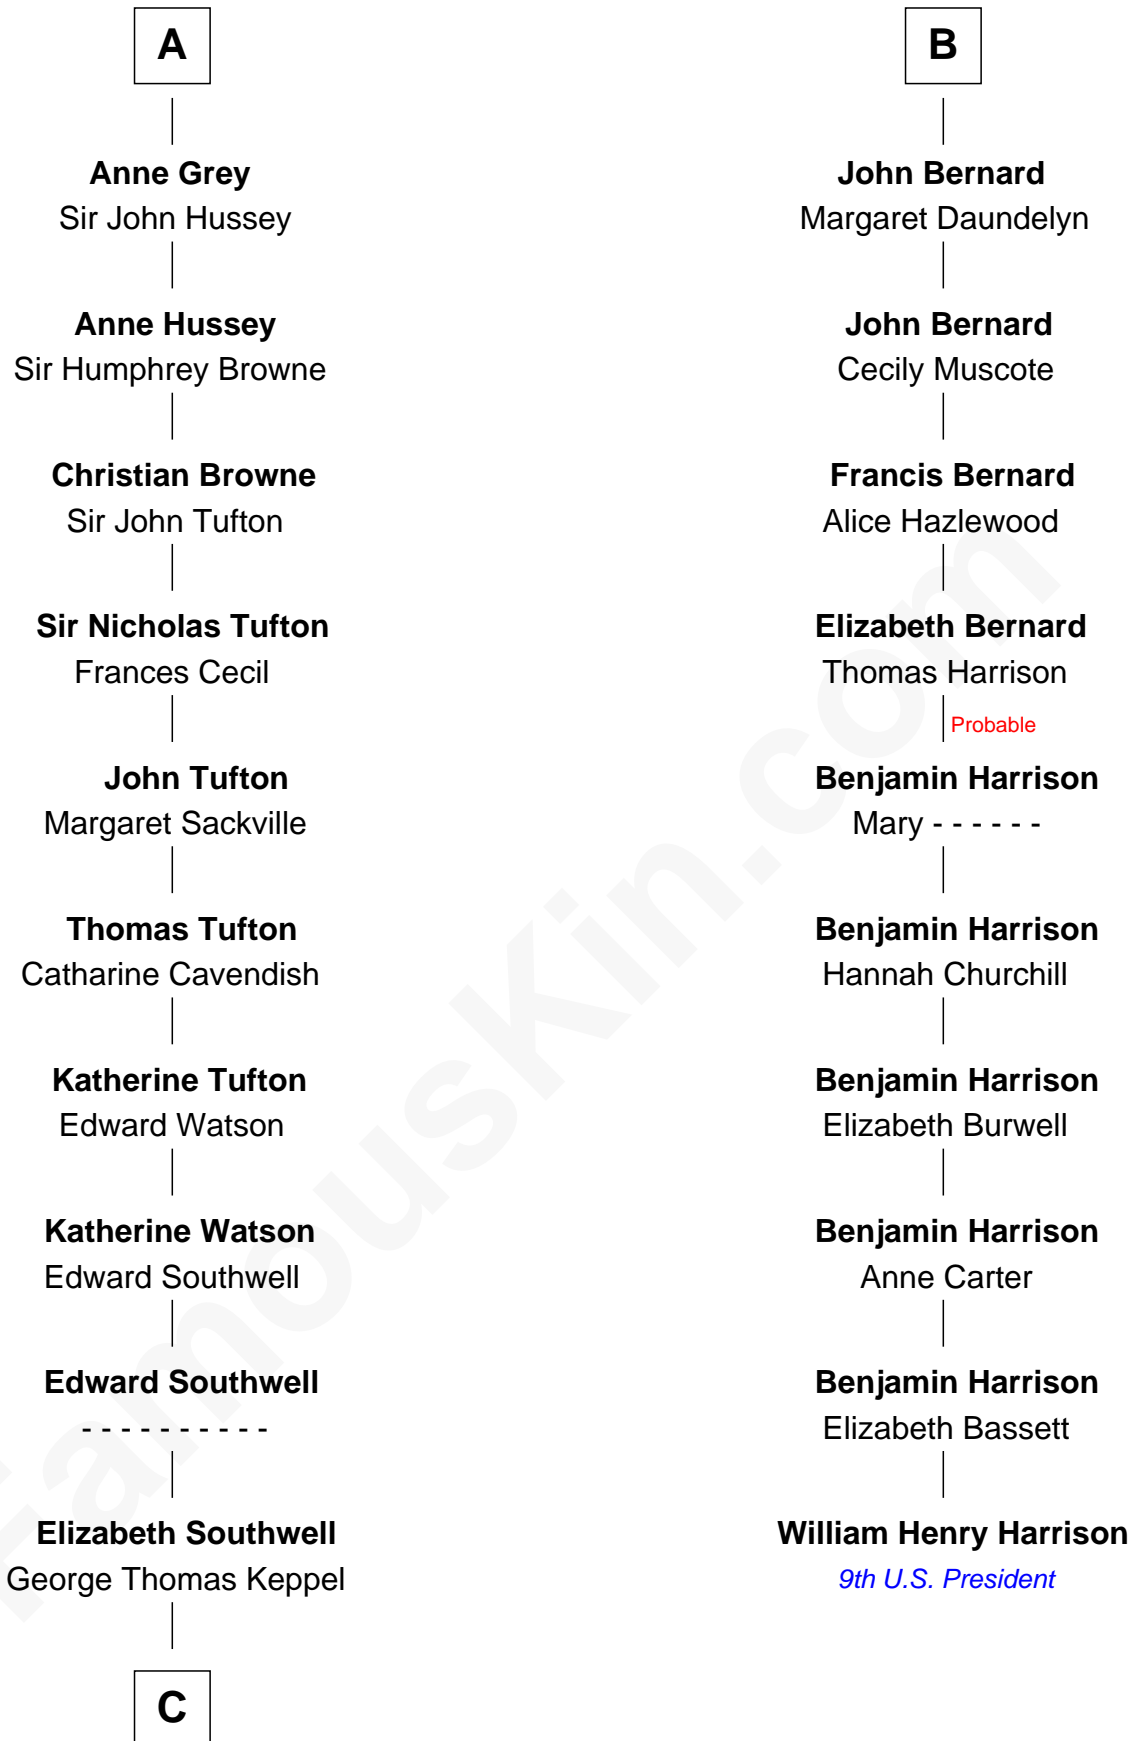 A
Anne Grey
Sir John Hussey
Anne Hussey
Sir Humphrey Browne
Christian Browne
Sir John Tufton
Sir Nicholas Tufton
Frances Cecil
John Tufton
Margaret Sackville
Thomas Tufton
Catharine Cavendish
Katherine Tufton
Edward Watson
Katherine Watson
Edward Southwell
Edward Southwell
- - - - - - - - - -
Elizabeth Southwell
George Thomas Keppel
C
B
John Bernard
Margaret Daundelyn
John Bernard
Cecily Muscote
Francis Bernard
Alice Hazlewood
Elizabeth Bernard
Thomas Harrison
Probable
Benjamin Harrison
Mary - - - - - -
Benjamin Harrison
Hannah Churchill
Benjamin Harrison
Elizabeth Burwell
Benjamin Harrison
Anne Carter
Benjamin Harrison
Elizabeth Bassett
William Henry Harrison
9th U.S. President
FamousKin.com